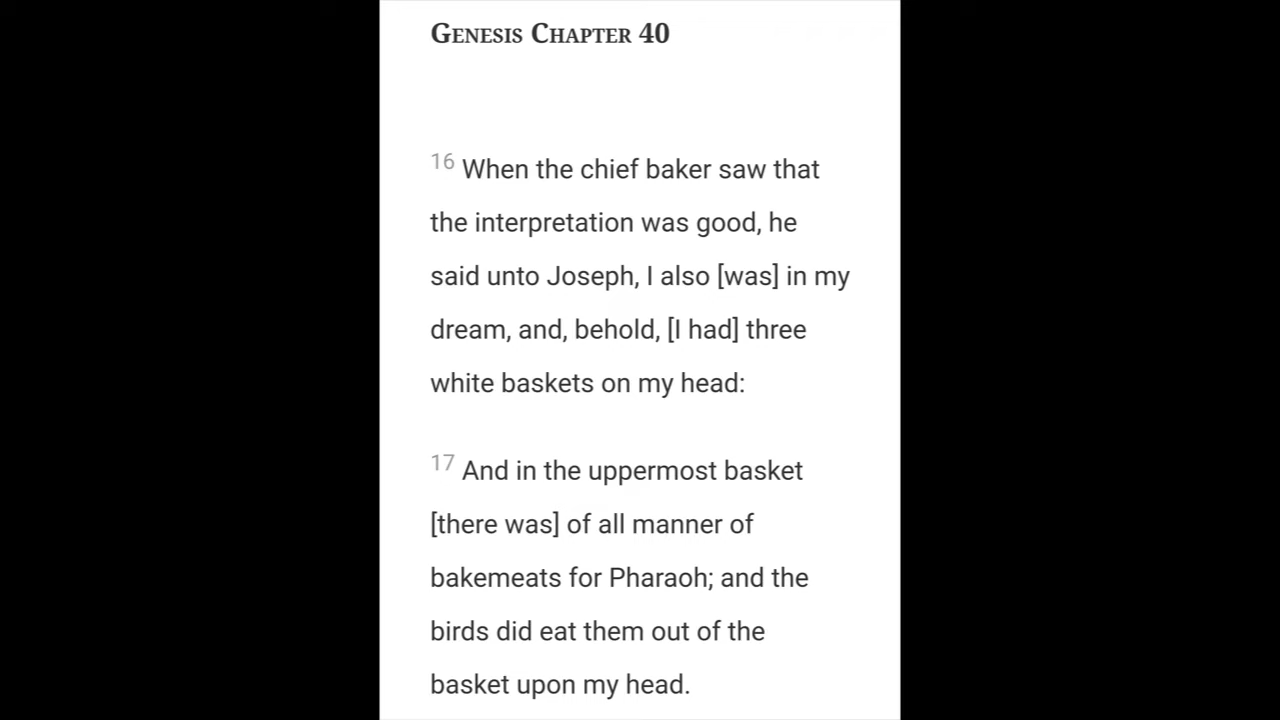 Genesis Chapter 40
16 When the chief baker saw that
the interpretation was good, he
said unto Joseph, I also [was] in my
dream, and, behold, [I had] three
white baskets on my head:
17 And in the uppermost basket
[there was] of all manner of
bakemeats for Pharaoh; and the
birds did eat them out of the
basket upon my head.